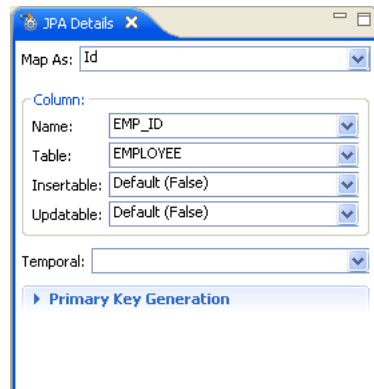 JPA Details
Map As: Id
Column:
Name: EMP_ID
Table: EMPLOYEE
Insertable: Default (False)
Updatable: Default (False)
Temporal:
Primary Key Generation